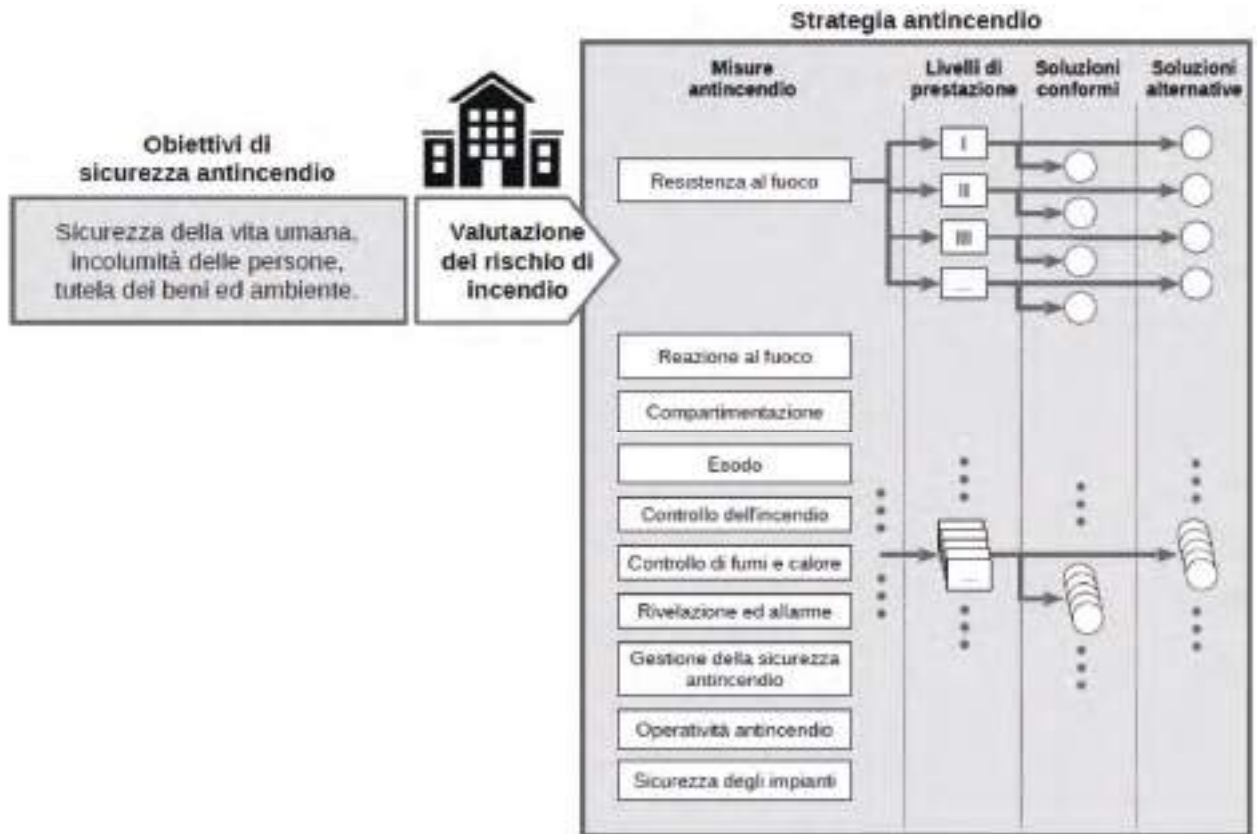 Strategia antincendio
Obiettivi di
sicurezza antincendio
Sicurezza della vita umana,
incolumità delle persone,
tutela dei beni ed ambiente.
Valutazione
del rischio di
incendio
Misure
antincendio
Livelli di
prestazione
Soluzioni
conformi
Soluzioni
alternative
Resistenza al fuoco
I
II
III
...
Reazione al fuoco
Compartimentazione
Esodo
Controllo dell'incendio
Controllo di fumi e calore
Rivelazione ed allarme
Gestione della sicurezza
antincendio
Operatività antincendio
Sicurezza degli impianti
...